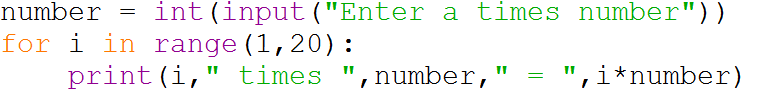 number = int(input("Enter a times number"))
for i in range(1,20):
    print(i," times ",number," = ",i*number)